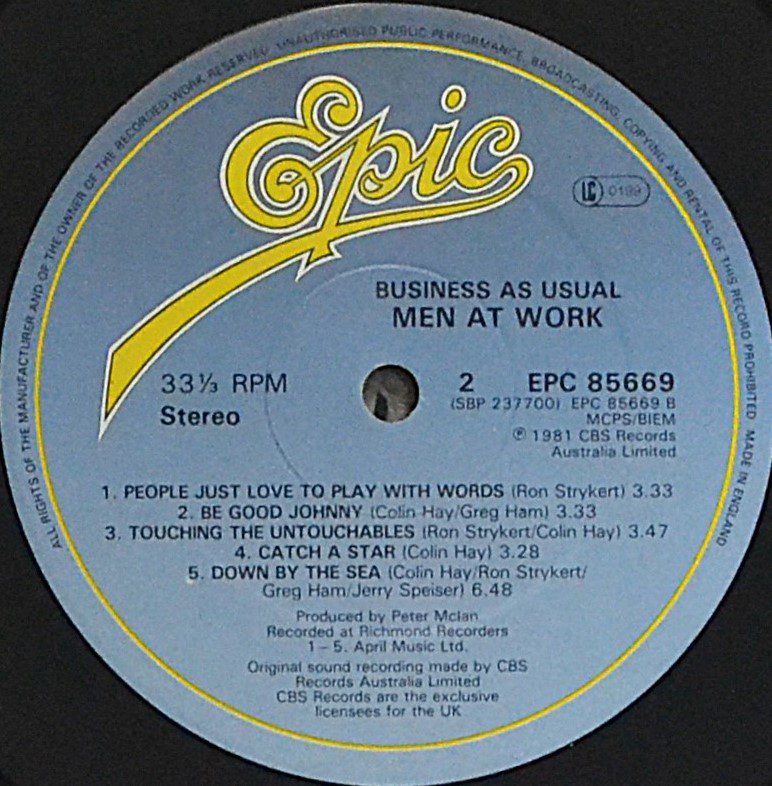 ALL RIGHTS OF THE MANUFACTURER AND OF THE OWNER OF THE RECORDED WORK RESERVED. UNAUTHORISED PUBLIC PERFORMANCE, BROADCASTING, COPYING AND RENTAL OF THIS RECORD PROHIBITED. MADE IN ENGLAND
Epic
LC 0199
BUSINESS AS USUAL
MEN AT WORK
33⅓ RPM
Stereo
2 EPC 85669
(SBP 237700) EPC 85669 B
MCPS/BIEM
℗ 1981 CBS Records
Australia Limited
1. PEOPLE JUST LOVE TO PLAY WITH WORDS (Ron Strykert) 3.33
2. BE GOOD JOHNNY (Colin Hay/Greg Ham) 3.33
3. TOUCHING THE UNTOUCHABLES (Ron Strykert/Colin Hay) 3.47
4. CATCH A STAR (Colin Hay) 3.28
5. DOWN BY THE SEA (Colin Hay/Ron Strykert/
Greg Ham/Jerry Speiser) 6.48
Produced by Peter McIan
Recorded at Richmond Recorders
1–5. April Music Ltd.
Original sound recording made by CBS
Records Australia Limited
CBS Records are the exclusive
licensees for the UK